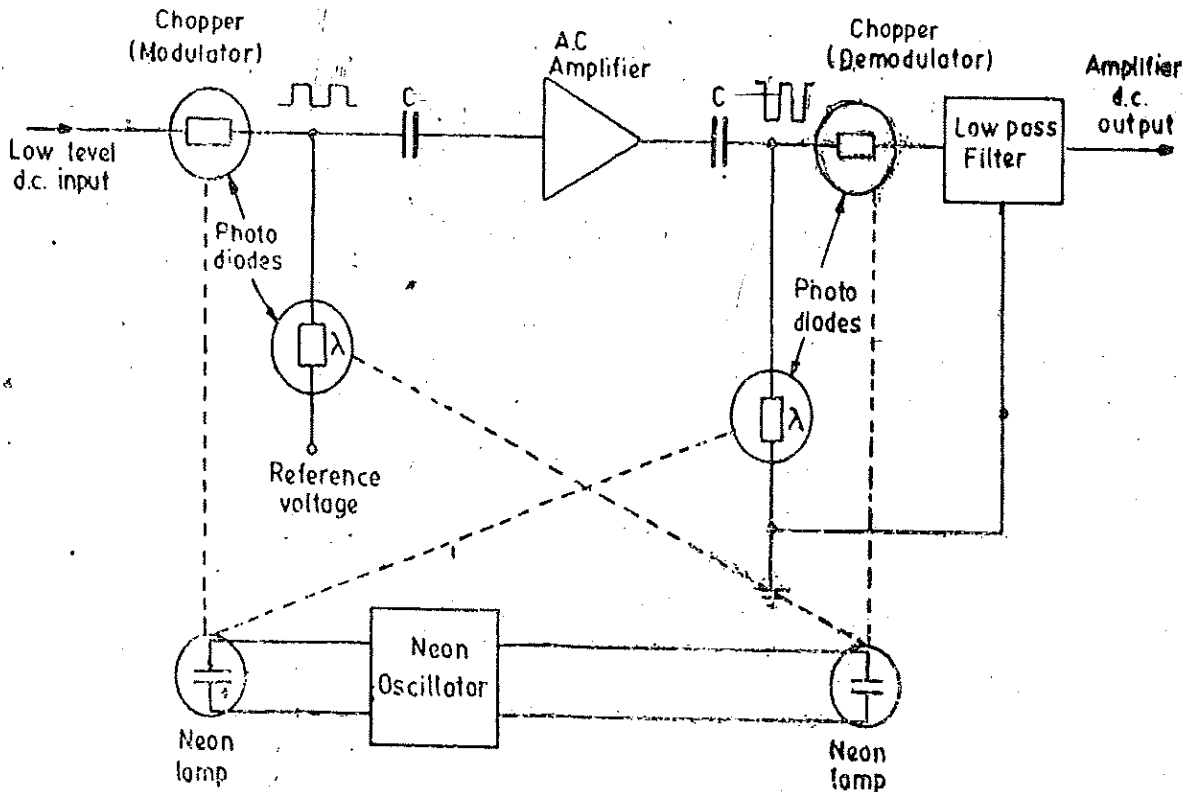 Chopper
(Modulator)
A.C
Amplifier
Chopper
(Demodulator)
Amplifier
d.c.
output
C
C
Low level
d.c. input
Low pass
Filter
Photo
diodes
λ
Photo
diodes
λ
Reference
voltage
Neon
Oscillator
Neon
lamp
Neon
lamp